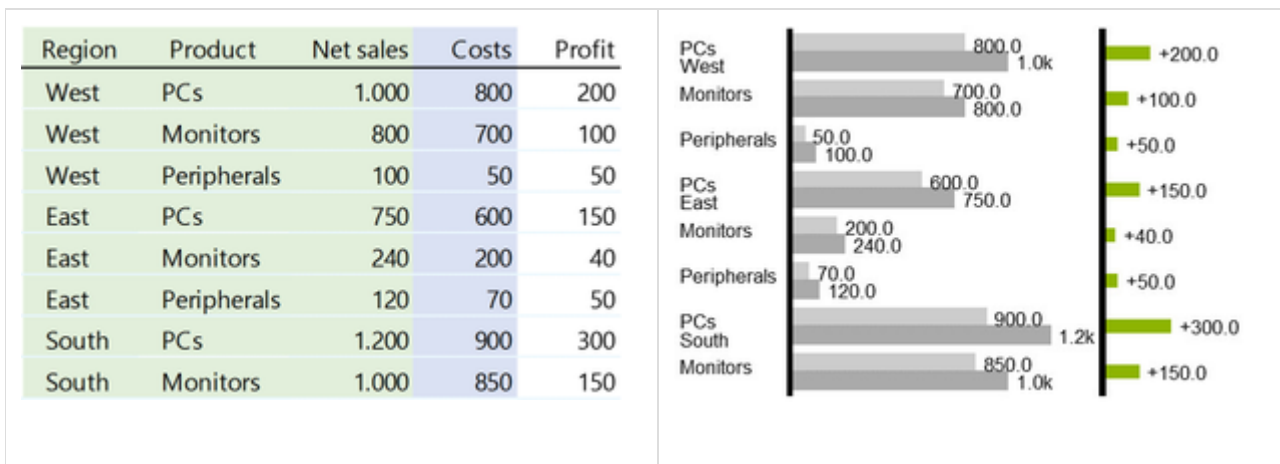 Region Product Net sales Costs Profit
West PCs 1.000 800 200
West Monitors 800 700 100
West Peripherals 100 50 50
East PCs 750 600 150
East Monitors 240 200 40
East Peripherals 120 70 50
South PCs 1.200 900 300
South Monitors 1.000 850 150
PCs 800.0
West 1.0k +200.0
Monitors 700.0
800.0 +100.0
Peripherals 50.0
100.0 +50.0
PCs 600.0
East 750.0 +150.0
Monitors 200.0
240.0 +40.0
Peripherals 70.0
120.0 +50.0
PCs 900.0
South 1.2k +300.0
Monitors 850.0
1.0k +150.0